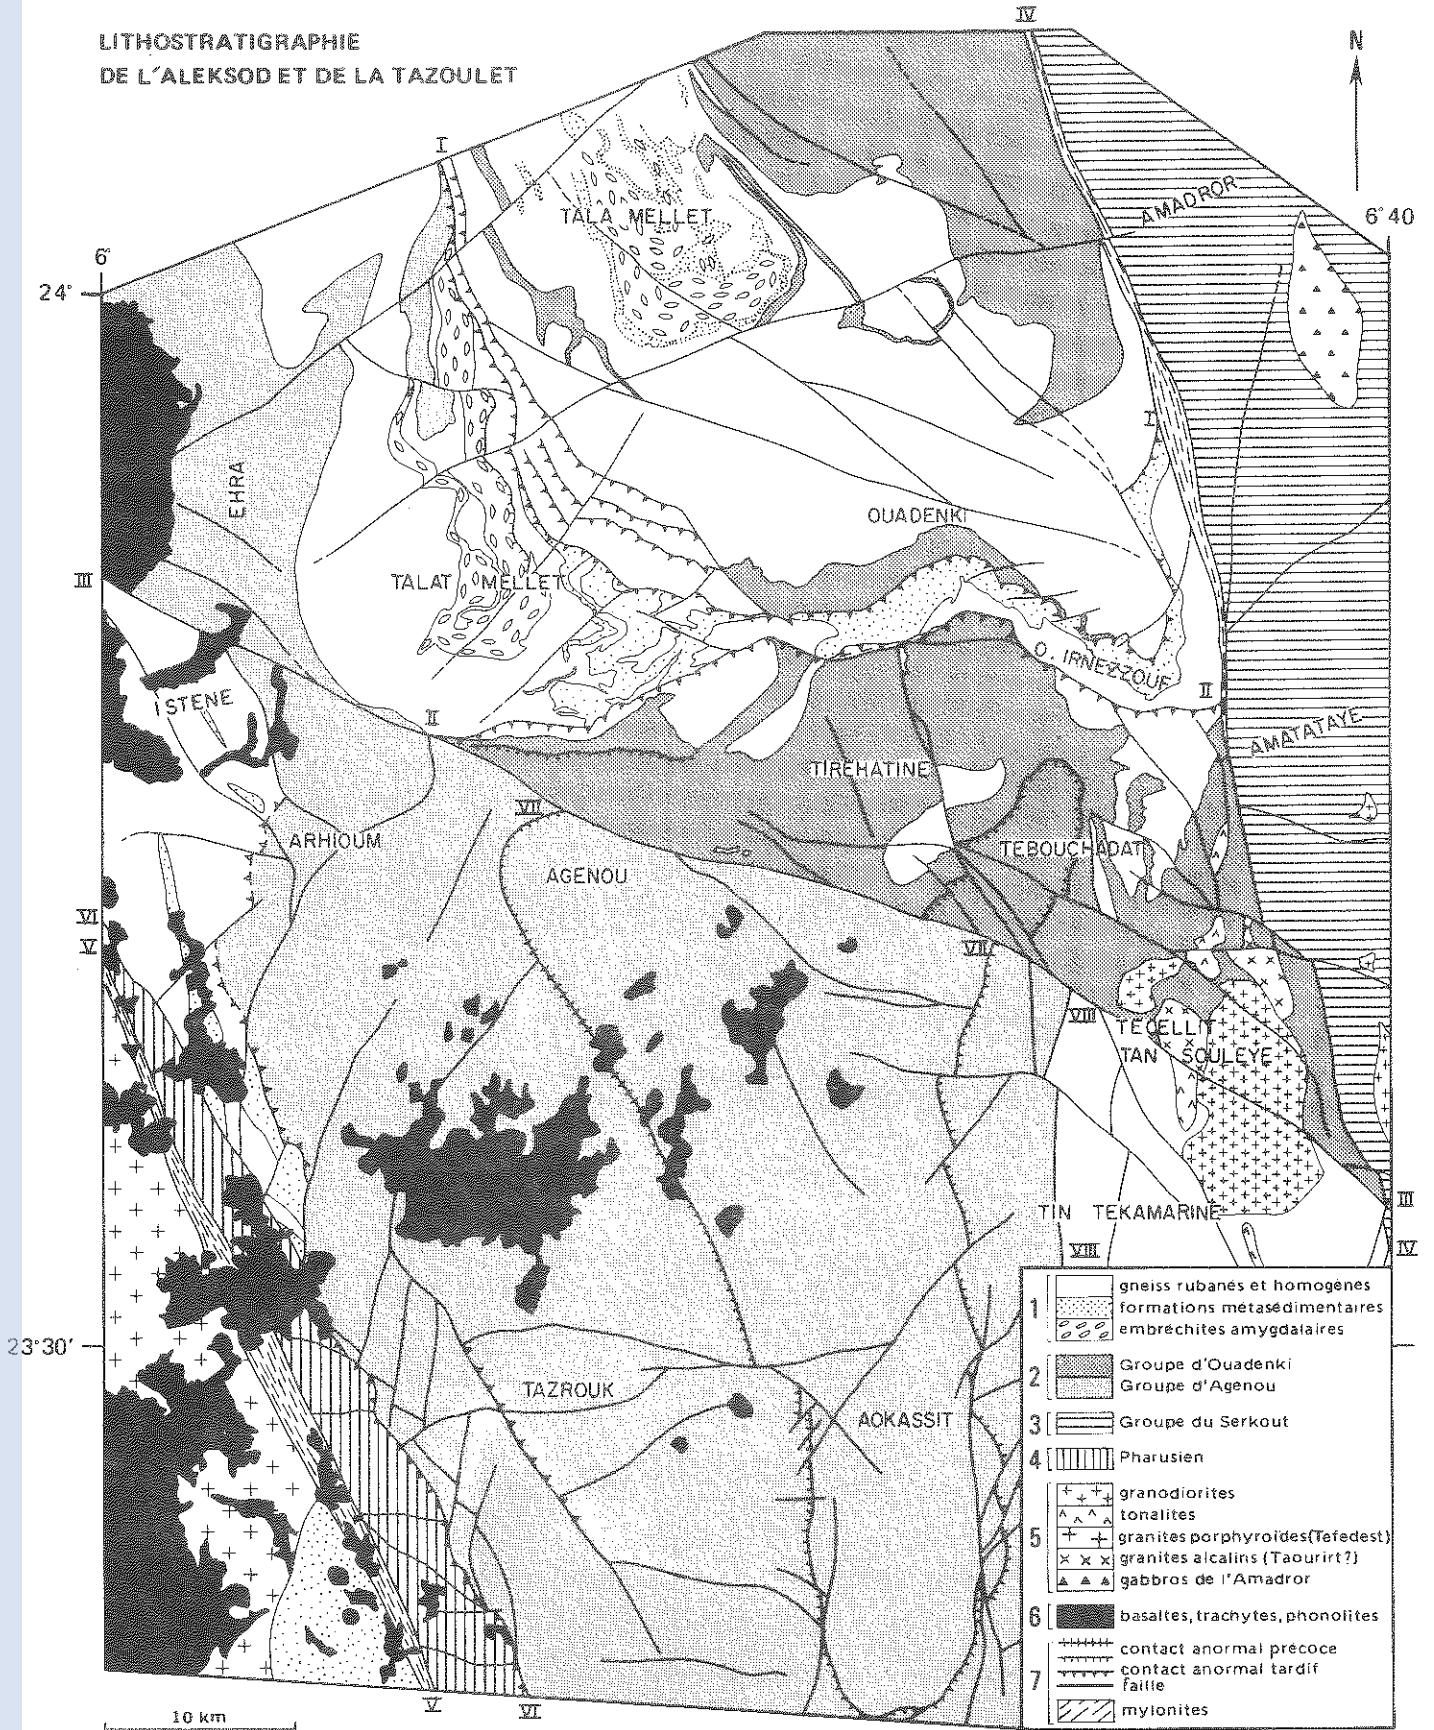 LITHOSTRATIGRAPHIE
DE L'ALEKSOD ET DE LA TAZOULET
IV
N
I
TALA MELLET
AMADROR
6°40
6°
24°
I
EHRA
OUADENKI
III
TALAT MELLET
O. IRNEZZOUF
ISTENE
II
II
AMATATAYE
TIREHATINE
VII
ARHIOUM
TEBOUCHADAT
AGENOU
VI
V
VII
VIII
TECELLIT
TAN SOULEYE
III
TIN TEKAMARINE
VIII
IV
23°30'
TAZROUK
AOKASSIT
V
VI
10 km
1
gneiss rubanés et homogènes
formations métasédimentaires
embréchites amygdalaires
2
Groupe d'Ouadenki
Groupe d'Agenou
3
Groupe du Serkout
4
Pharusien
5
granodiorites
tonalites
granites porphyroïdes(Tefedest)
granites alcalins (Taourirt?)
gabbros de l'Amadror
6
basaltes, trachytes, phonolites
7
contact anormal précoce
contact anormal tardif
faille
mylonites